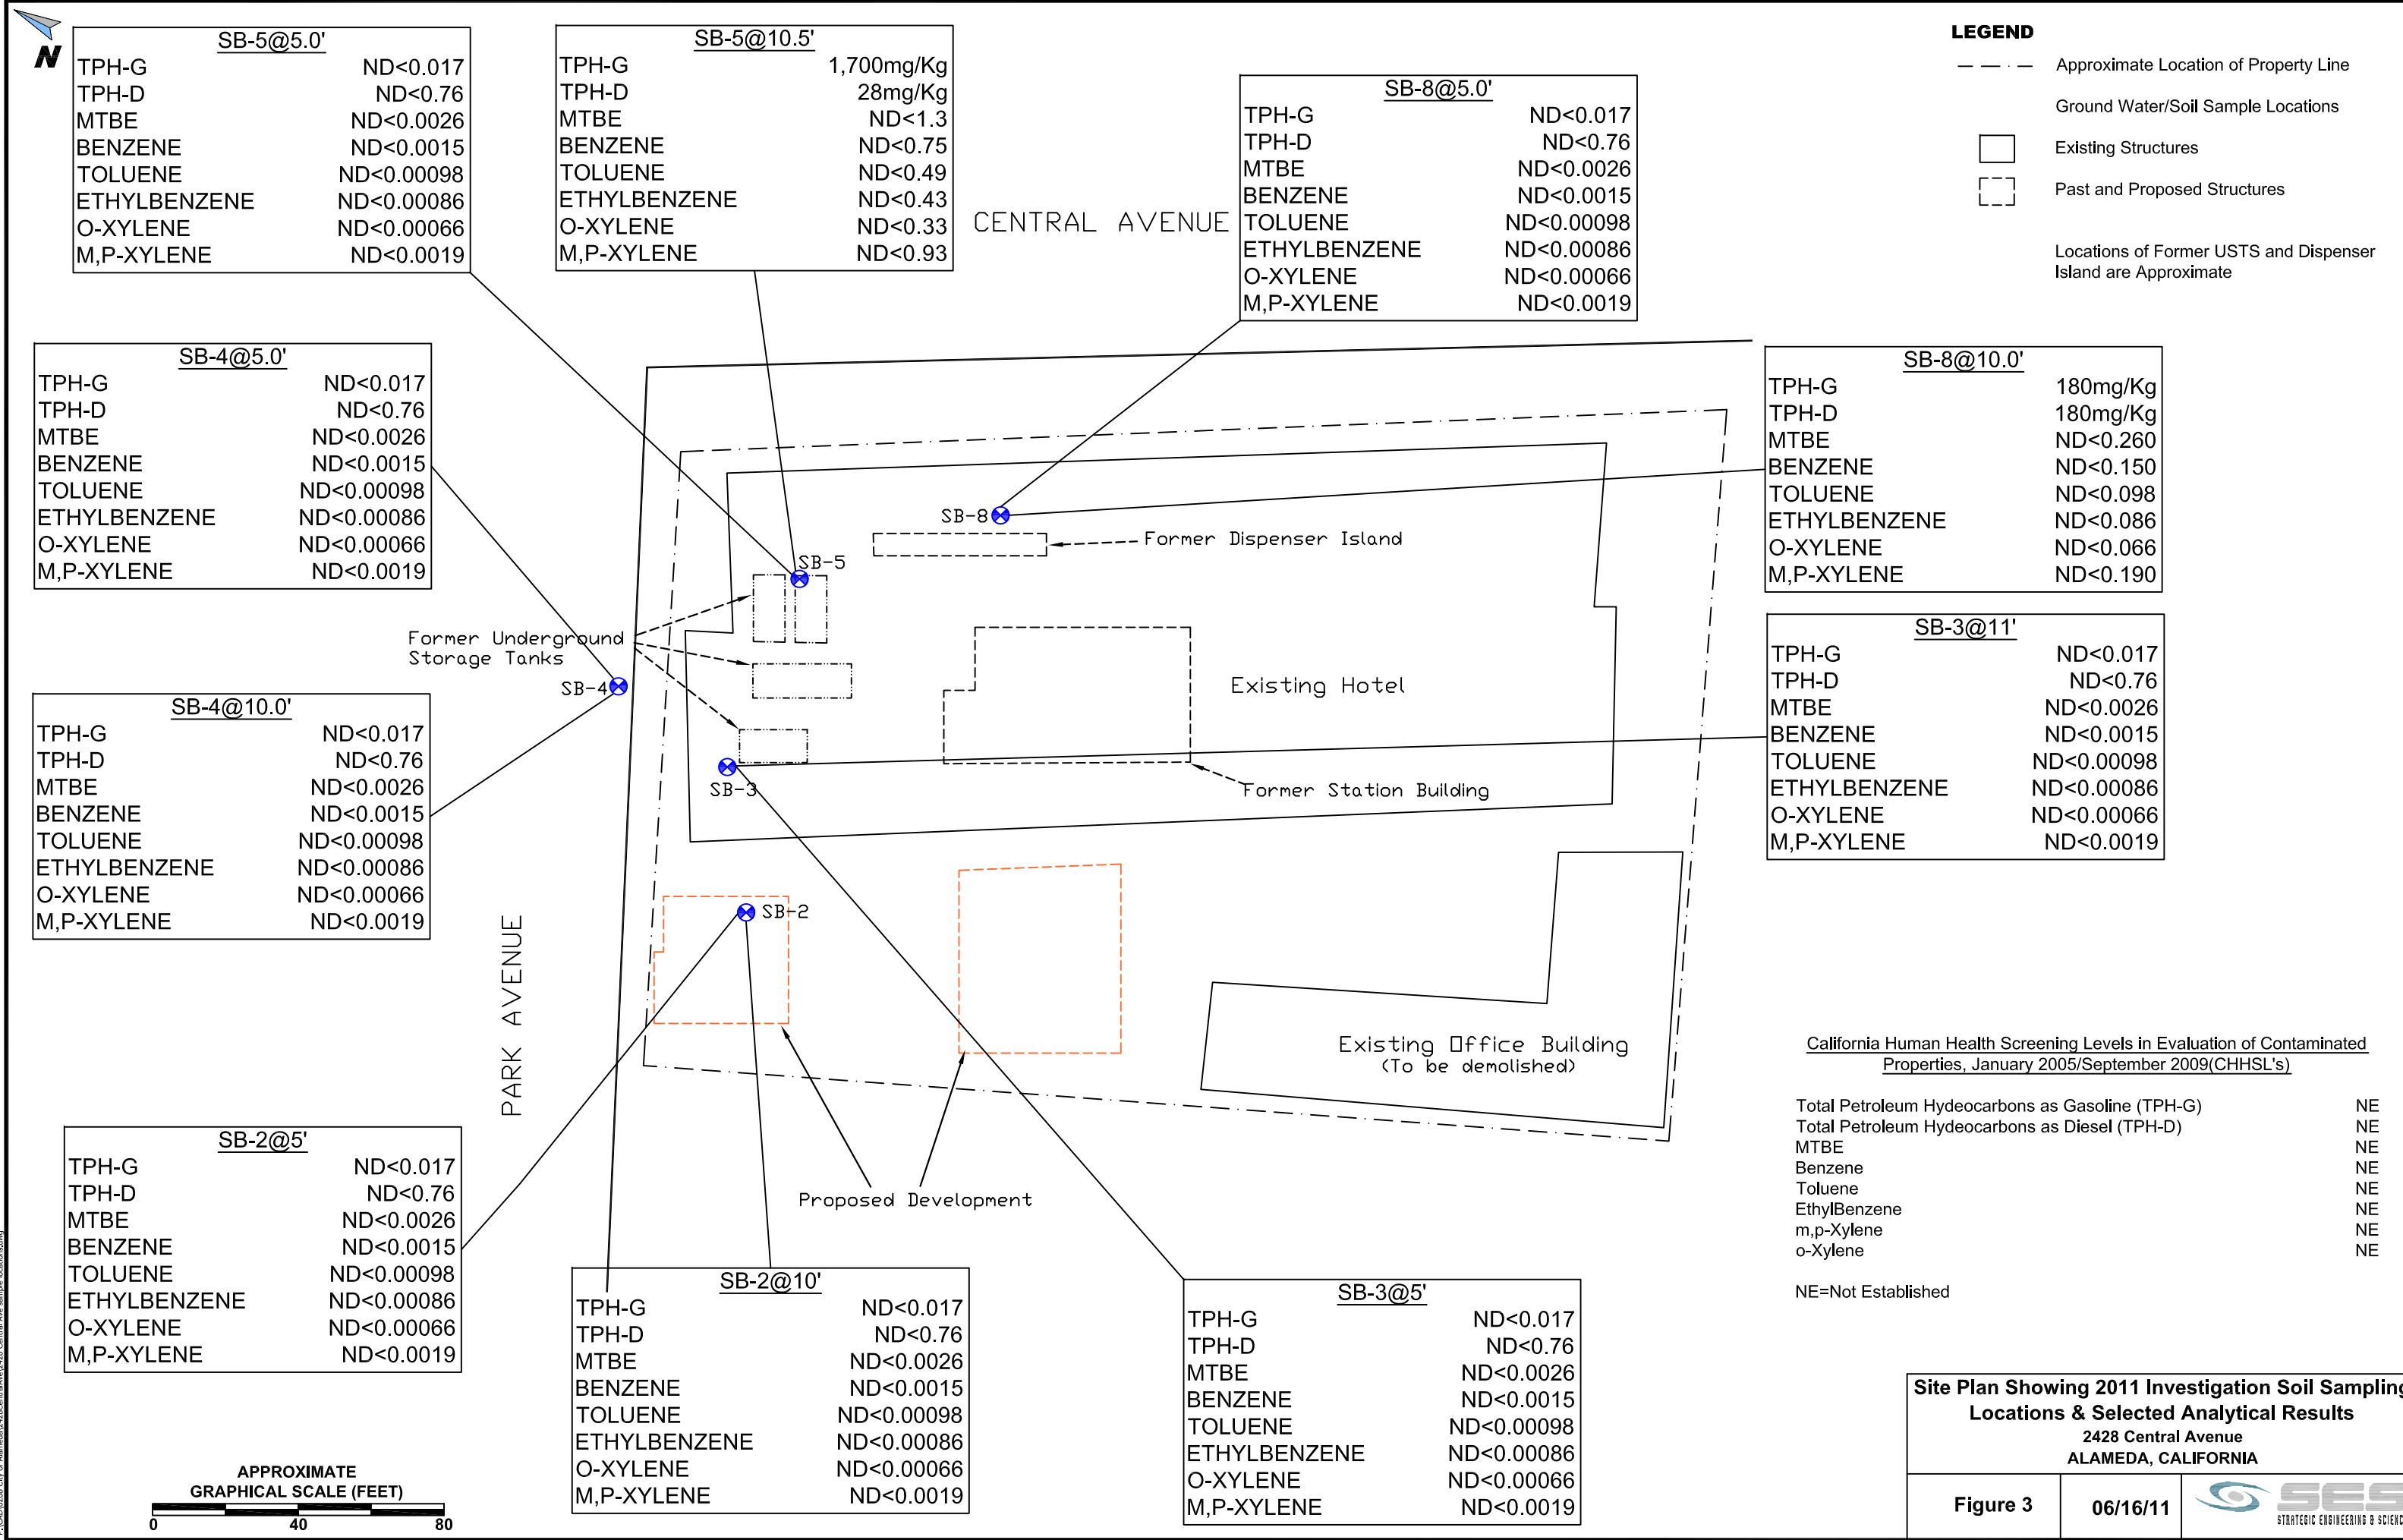 N
SB-5@5.0'
TPH-G ND<0.017
TPH-D ND<0.76
MTBE ND<0.0026
BENZENE ND<0.0015
TOLUENE ND<0.00098
ETHYLBENZENE ND<0.00086
O-XYLENE ND<0.00066
M,P-XYLENE ND<0.0019
SB-5@10.5'
TPH-G 1,700mg/Kg
TPH-D 28mg/Kg
MTBE ND<1.3
BENZENE ND<0.75
TOLUENE ND<0.49
ETHYLBENZENE ND<0.43
O-XYLENE ND<0.33
M,P-XYLENE ND<0.93
CENTRAL AVENUE
SB-8@5.0'
TPH-G ND<0.017
TPH-D ND<0.76
MTBE ND<0.0026
BENZENE ND<0.0015
TOLUENE ND<0.00098
ETHYLBENZENE ND<0.00086
O-XYLENE ND<0.00066
M,P-XYLENE ND<0.0019
LEGEND
Approximate Location of Property Line
Ground Water/Soil Sample Locations
Existing Structures
Past and Proposed Structures
Locations of Former USTS and Dispenser
Island are Approximate
SB-4@5.0'
TPH-G ND<0.017
TPH-D ND<0.76
MTBE ND<0.0026
BENZENE ND<0.0015
TOLUENE ND<0.00098
ETHYLBENZENE ND<0.00086
O-XYLENE ND<0.00066
M,P-XYLENE ND<0.0019
SB-8@10.0'
TPH-G 180mg/Kg
TPH-D 180mg/Kg
MTBE ND<0.260
BENZENE ND<0.150
TOLUENE ND<0.098
ETHYLBENZENE ND<0.086
O-XYLENE ND<0.066
M,P-XYLENE ND<0.190
SB-8
Former Dispenser Island
SB-5
Former Underground
Storage Tanks
SB-4
Existing Hotel
SB-3
Former Station Building
SB-4@10.0'
TPH-G ND<0.017
TPH-D ND<0.76
MTBE ND<0.0026
BENZENE ND<0.0015
TOLUENE ND<0.00098
ETHYLBENZENE ND<0.00086
O-XYLENE ND<0.00066
M,P-XYLENE ND<0.0019
SB-3@11'
TPH-G ND<0.017
TPH-D ND<0.76
MTBE ND<0.0026
BENZENE ND<0.0015
TOLUENE ND<0.00098
ETHYLBENZENE ND<0.00086
O-XYLENE ND<0.00066
M,P-XYLENE ND<0.0019
SB-2
PARK AVENUE
Existing Office Building
(To be demolished)
Proposed Development
California Human Health Screening Levels in Evaluation of Contaminated
Properties, January 2005/September 2009(CHHSL's)
Total Petroleum Hydeocarbons as Gasoline (TPH-G) NE
Total Petroleum Hydeocarbons as Diesel (TPH-D) NE
MTBE NE
Benzene NE
Toluene NE
EthylBenzene NE
m,p-Xylene NE
o-Xylene NE
NE=Not Established
SB-2@5'
TPH-G ND<0.017
TPH-D ND<0.76
MTBE ND<0.0026
BENZENE ND<0.0015
TOLUENE ND<0.00098
ETHYLBENZENE ND<0.00086
O-XYLENE ND<0.00066
M,P-XYLENE ND<0.0019
SB-2@10'
TPH-G ND<0.017
TPH-D ND<0.76
MTBE ND<0.0026
BENZENE ND<0.0015
TOLUENE ND<0.00098
ETHYLBENZENE ND<0.00086
O-XYLENE ND<0.00066
M,P-XYLENE ND<0.0019
SB-3@5'
TPH-G ND<0.017
TPH-D ND<0.76
MTBE ND<0.0026
BENZENE ND<0.0015
TOLUENE ND<0.00098
ETHYLBENZENE ND<0.00086
O-XYLENE ND<0.00066
M,P-XYLENE ND<0.0019
APPROXIMATE
GRAPHICAL SCALE (FEET)
0 40 80
Site Plan Showing 2011 Investigation Soil Sampling
Locations & Selected Analytical Results
2428 Central Avenue
ALAMEDA, CALIFORNIA
Figure 3
06/16/11
SES
STRATEGIC ENGINEERING & SCIENC